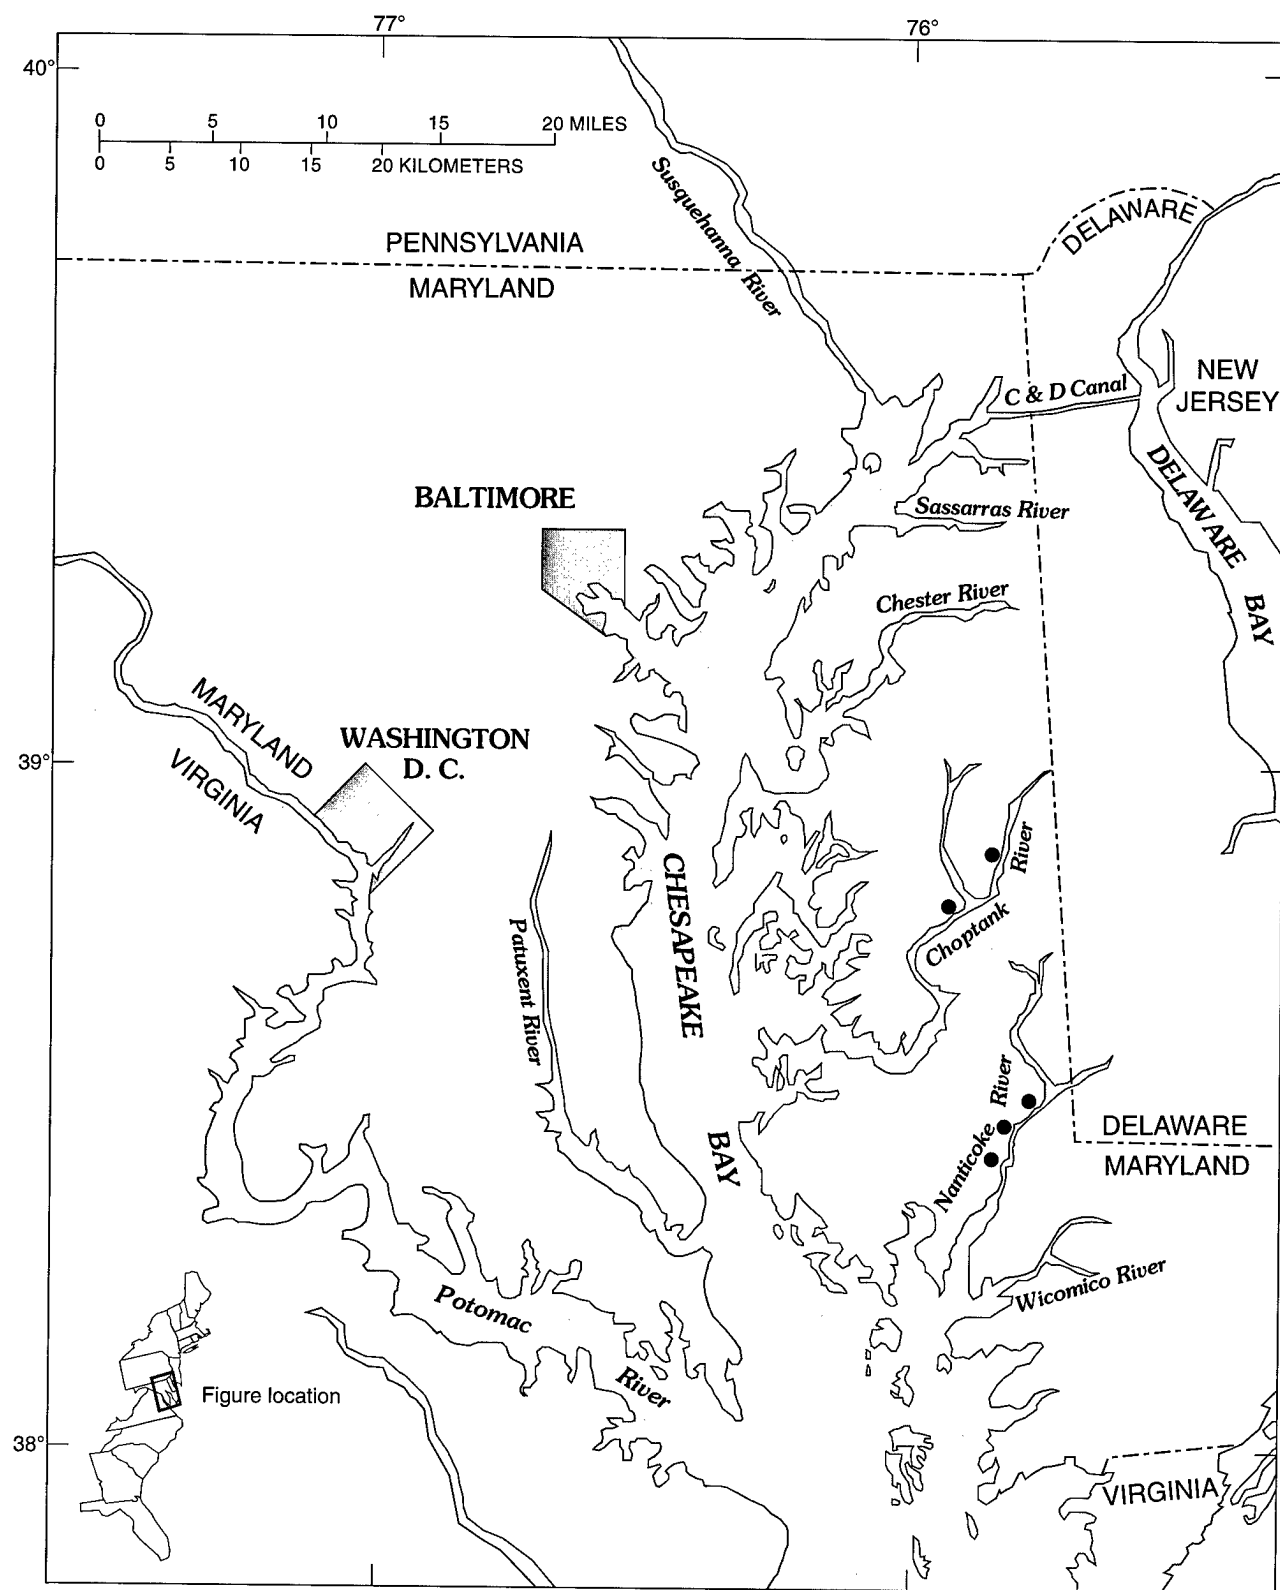 77°
76°
40°
0 5 10 15 20 MILES
0 5 10 15 20 KILOMETERS
Susquehanna River
DELAWARE
PENNSYLVANIA
MARYLAND
C & D Canal
NEW
JERSEY
DELAWARE
BAY
BALTIMORE
Sassarras River
Chester River
MARYLAND
VIRGINIA
WASHINGTON
D. C.
39°
CHESAPEAKE
BAY
Choptank
River
Patuxent River
Nanticoke
River
DELAWARE
MARYLAND
Wicomico River
Potomac
River
Figure location
38°
VIRGINIA